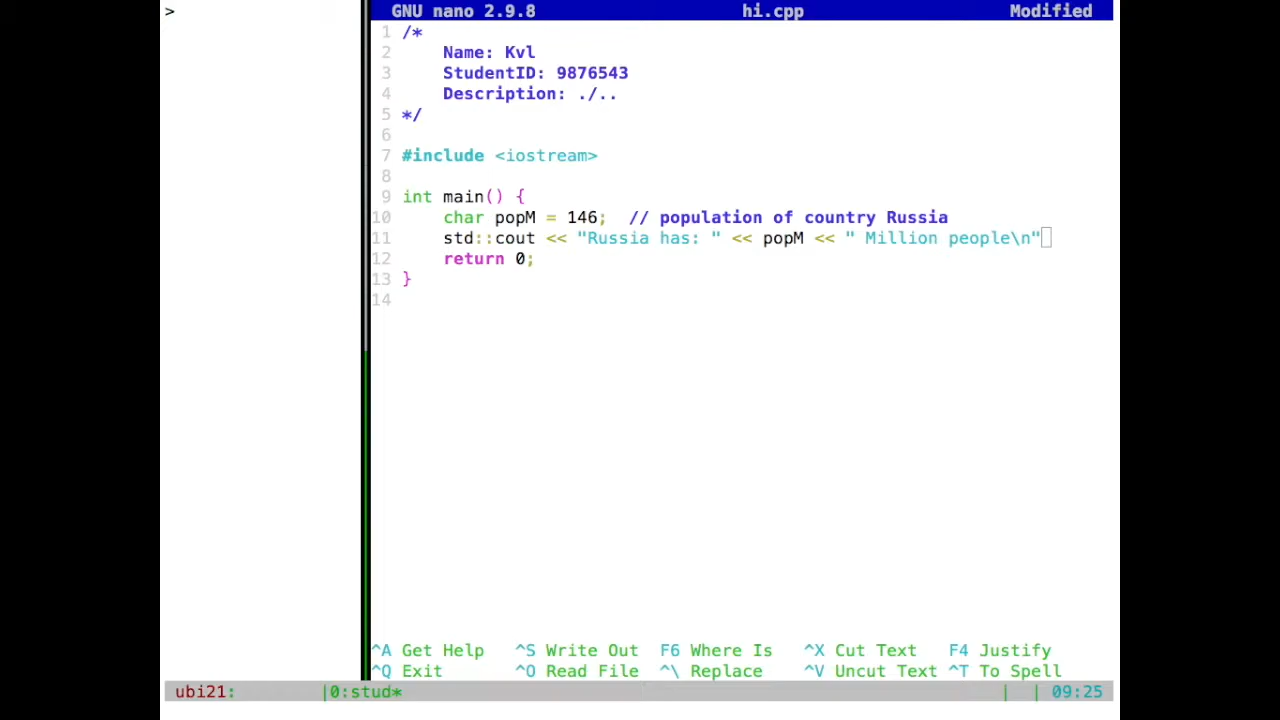 >
GNU nano 2.9.8 hi.cpp Modified
1 /*
2     Name: Kvl
3     StudentID: 9876543
4     Description: ./..
5 */
6
7 #include <iostream>
8
9 int main() {
10     char popM = 146;  // population of country Russia
11     std::cout << "Russia has: " << popM << " Million people\n"
12     return 0;
13 }
14
^A Get Help ^S Write Out F6 Where Is ^X Cut Text F4 Justify
^Q Exit ^O Read File ^\ Replace ^V Uncut Text ^T To Spell
ubi21: |0:stud* | | 09:25